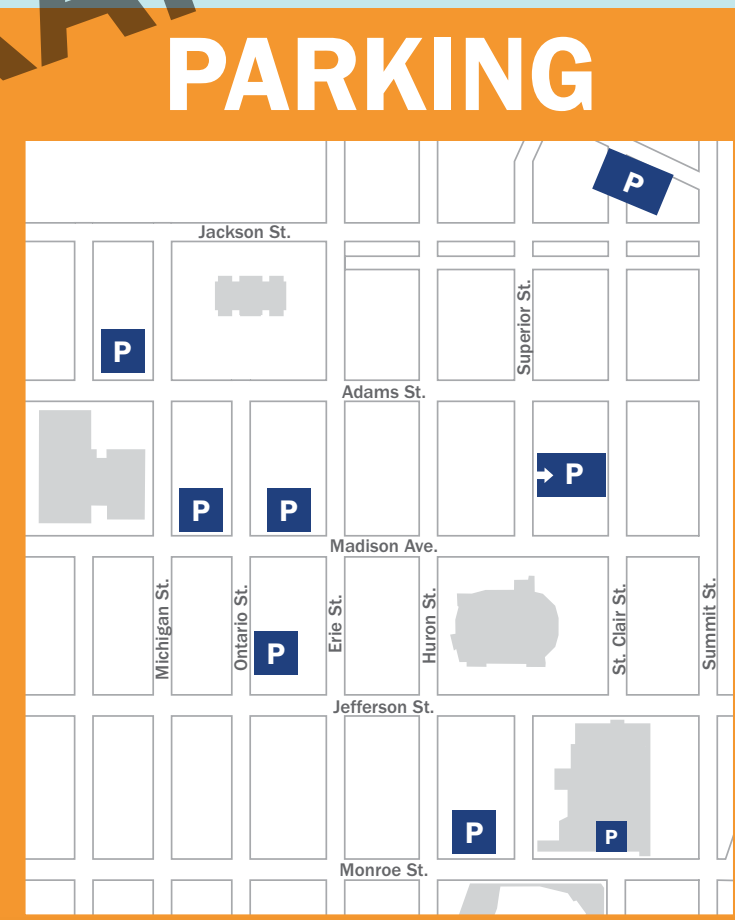 PARKING
P
Jackson St.
Superior St.
P
Adams St.
P
P
P
Madison Ave.
Michigan St.
Ontario St.
Erie St.
Huron St.
St. Clair St.
Summit St.
P
Jefferson St.
P
P
Monroe St.